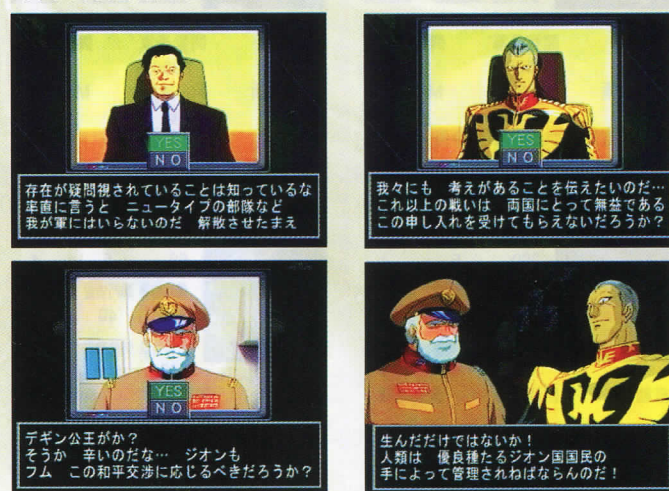 YES
NO
存在が疑問視されていることは知っているな
率直に言うと　ニュータイプの部隊など
我が軍にはいらないのだ　解散させたまえ
YES
NO
我々にも　考えがあることを伝えたいのだ…
これ以上の戦いは　両国にとって無益である
この申し入れを受けてもらえないだろうか？
YES
NO
デギン公王がか？
そうか　辛いのだな…　ジオンも
フム　この和平交渉に応じるべきだろうか？
生んだだけではないか！
人類は　優良種たるジオン国国民の
手によって管理されねばならんのだ！